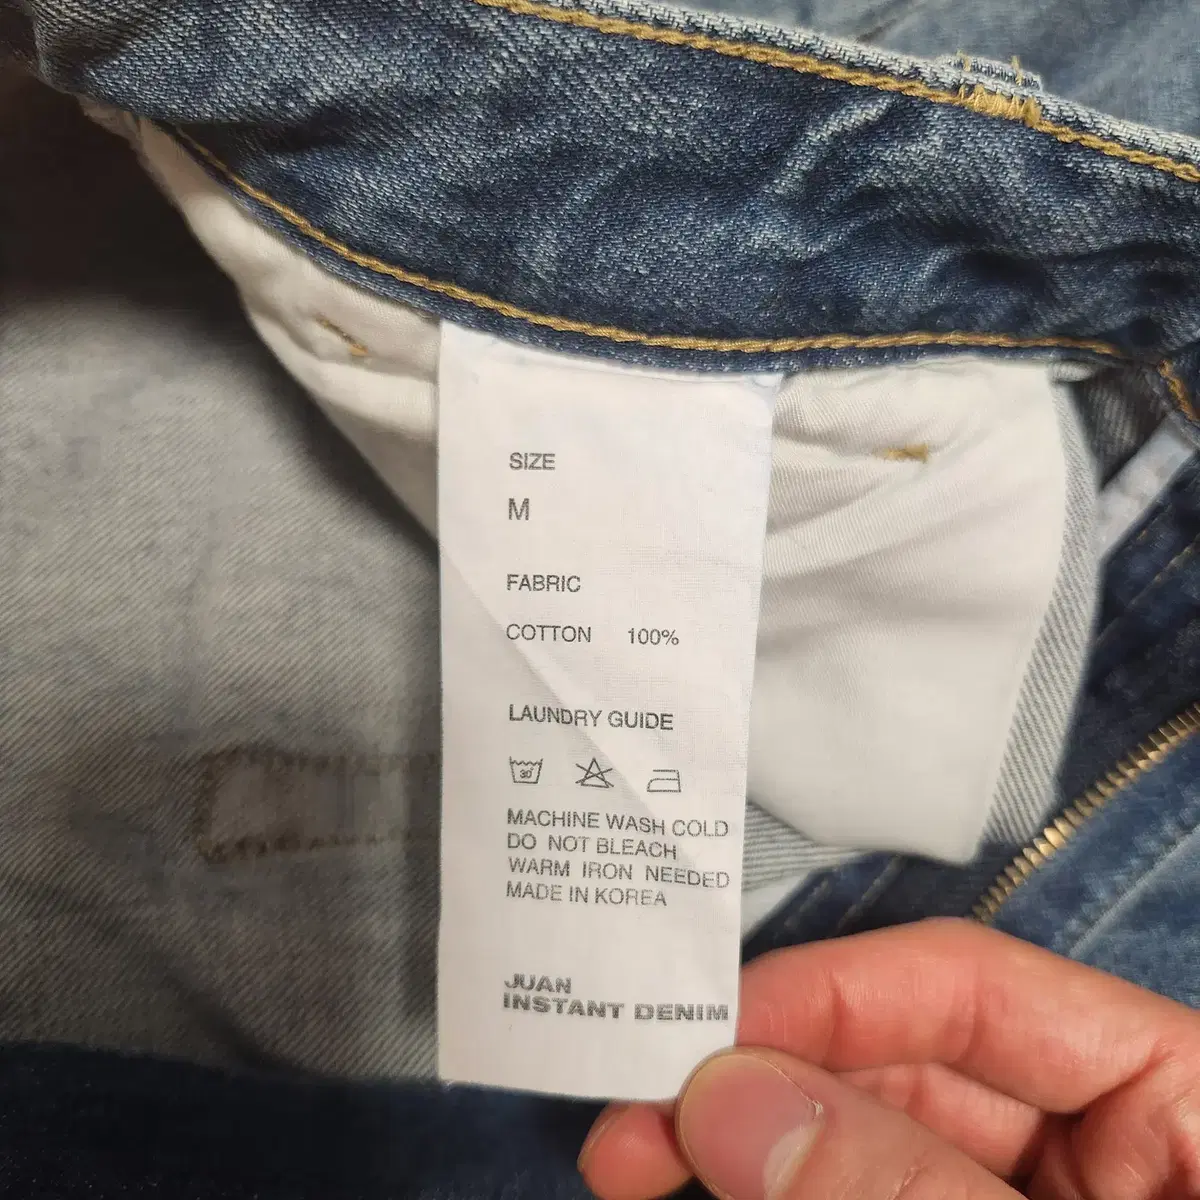 SIZE
M
FABRIC
COTTON 100%
LAUNDRY GUIDE
30°
MACHINE WASH COLD
DO NOT BLEACH
WARM IRON NEEDED
MADE IN KOREA
JUAN
INSTANT DENIM